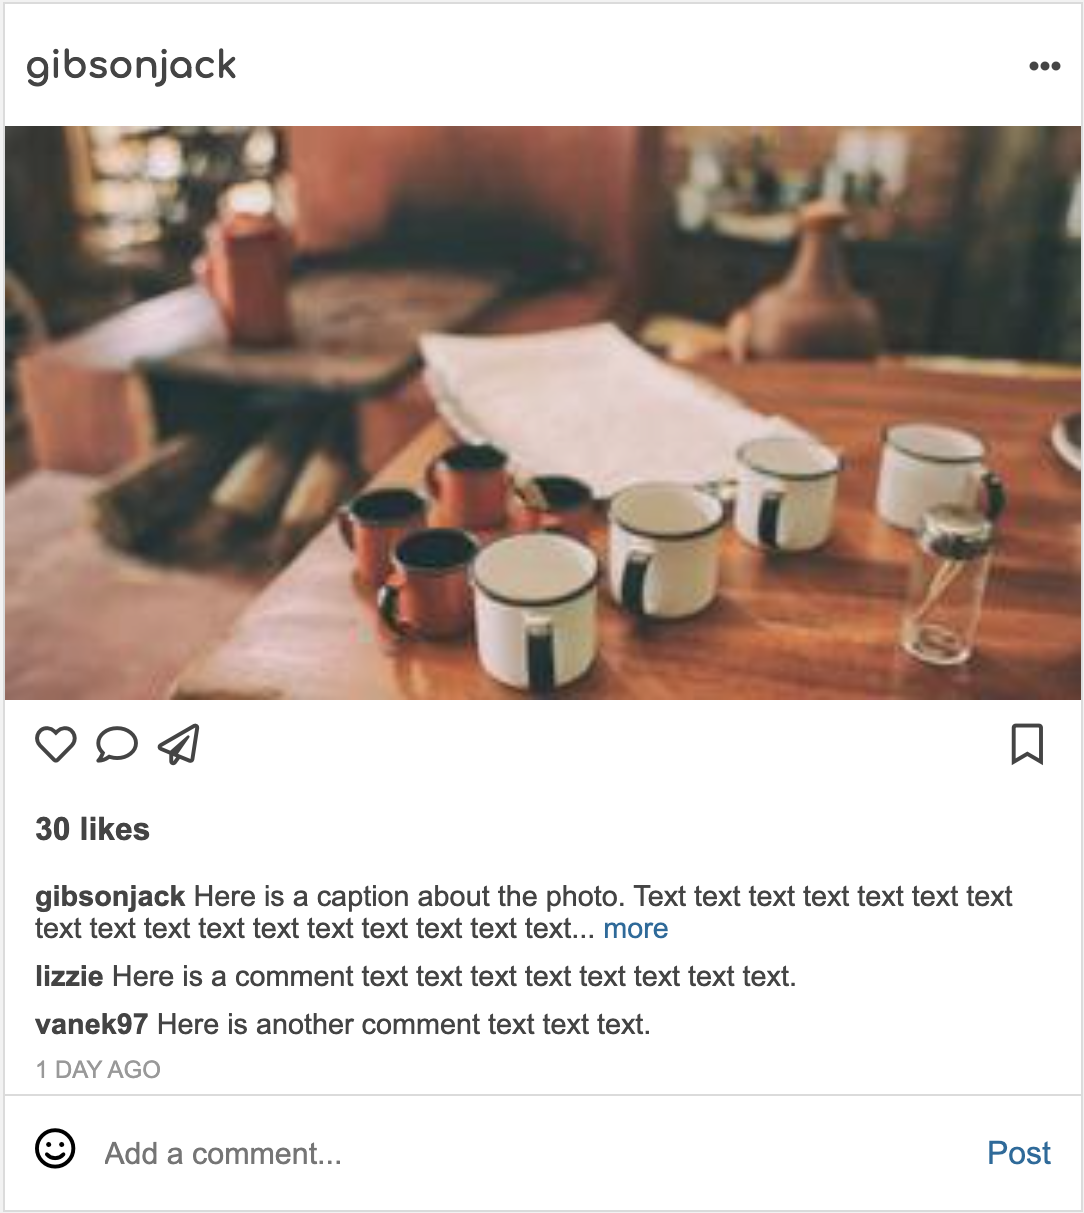 gibsonjack
30 likes
gibsonjack Here is a caption about the photo. Text text text text text text text
text text text text text text text text text text... more
lizzie Here is a comment text text text text text text text text.
vanek97 Here is another comment text text text.
1 DAY AGO
Add a comment... Post